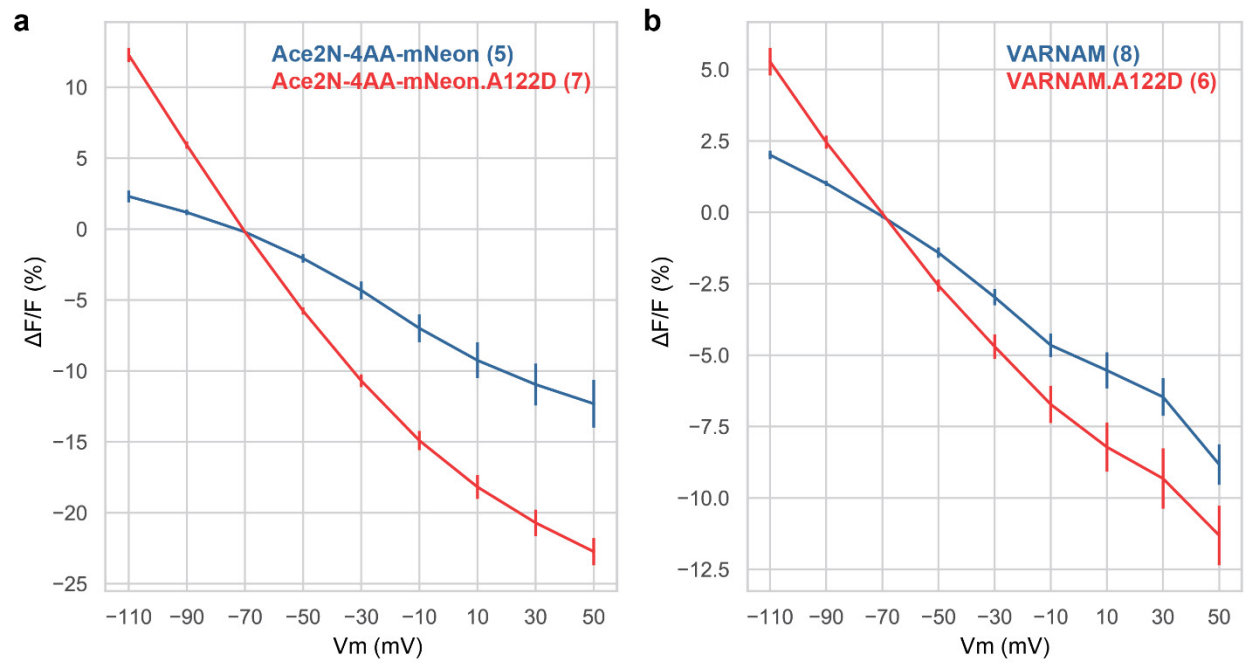 a
Ace2N-4AA-mNeon (5)
Ace2N-4AA-mNeon.A122D (7)
10
5
0
−5
−10
−15
−20
−25
ΔF/F (%)
−110 −90 −70 −50 −30 −10 10 30 50
Vm (mV)
b
VARNAM (8)
VARNAM.A122D (6)
5.0
2.5
0.0
−2.5
−5.0
−7.5
−10.0
−12.5
ΔF/F (%)
−110 −90 −70 −50 −30 −10 10 30 50
Vm (mV)